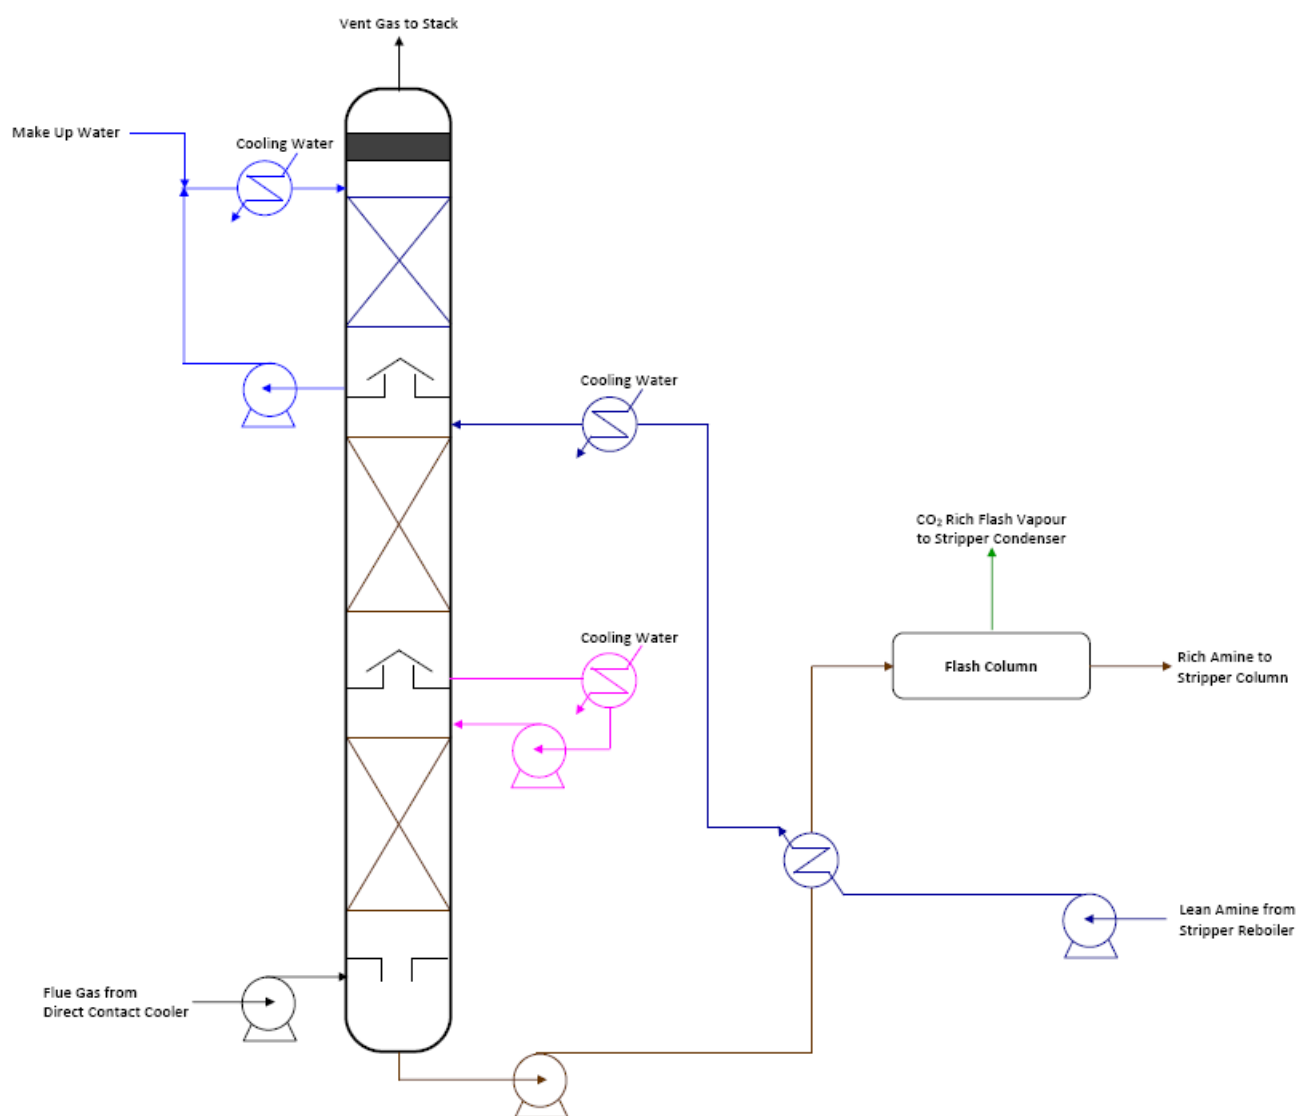 Vent Gas to Stack
Make Up Water
Cooling Water
Cooling Water
CO₂ Rich Flash Vapour
to Stripper Condenser
Cooling Water
Flash Column
Rich Amine to
Stripper Column
Lean Amine from
Stripper Reboiler
Flue Gas from
Direct Contact Cooler